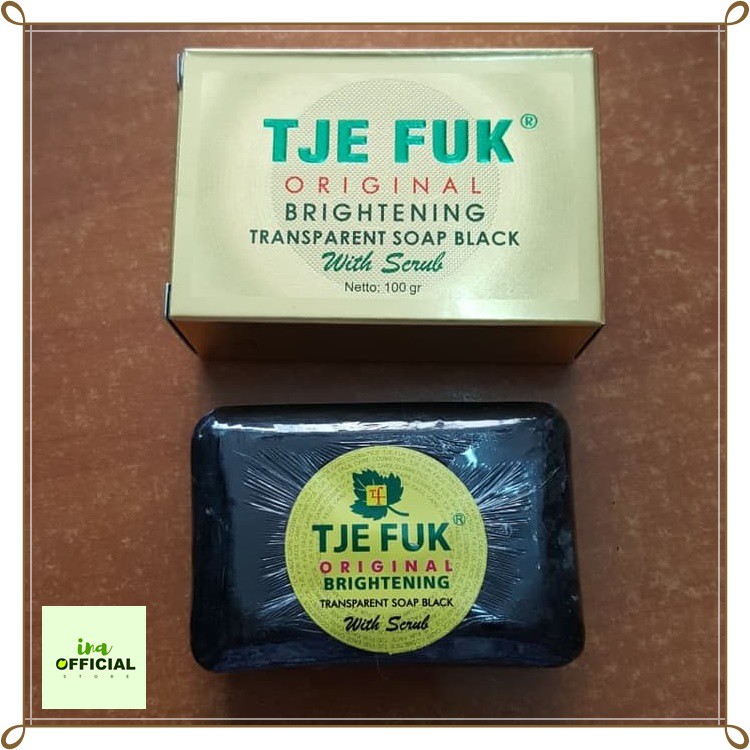 TJE FUK®
ORIGINAL
BRIGHTENING
TRANSPARENT SOAP BLACK
With Scrub
Netto: 100 gr
Tf
TJE FUK®
ORIGINAL
BRIGHTENING
TRANSPARENT SOAP BLACK
With Scrub
ina
OFFICIAL
STORE